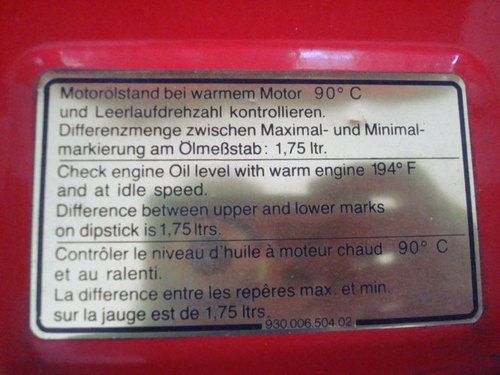 Motorölstand bei warmem Motor 90° C
und Leerlaufdrehzahl kontrollieren.
Differenzmenge zwischen Maximal- und Minimal-
markierung am Ölmeßstab: 1,75 ltr.
Check engine Oil level with warm engine 194° F
and at idle speed.
Difference between upper and lower marks
on dipstick is 1,75 ltrs.
Contrôler le niveau d'huile à moteur chaud 90° C
et au ralenti.
La différence entre les repères max. et min.
sur la jauge est de 1,75 ltrs.
930.006.504.02